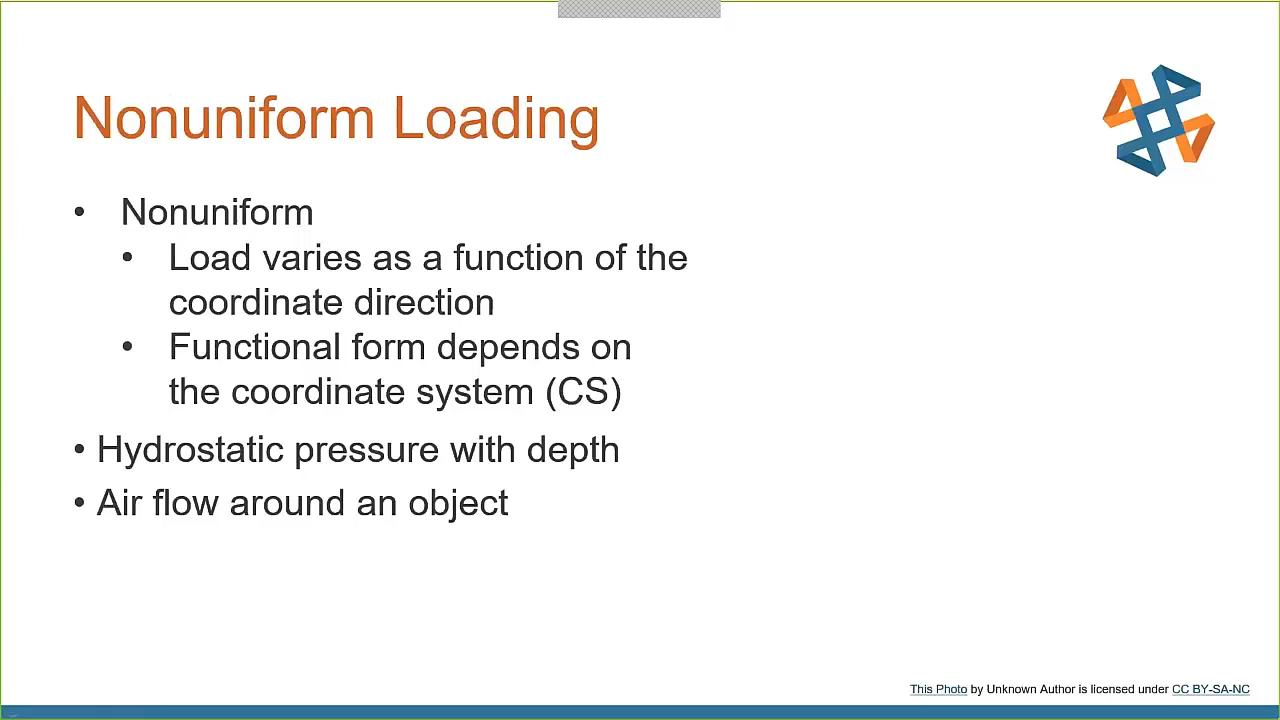 Nonuniform Loading
• Nonuniform
• Load varies as a function of the
coordinate direction
• Functional form depends on
the coordinate system (CS)
• Hydrostatic pressure with depth
• Air flow around an object
This Photo by Unknown Author is licensed under CC BY-SA-NC